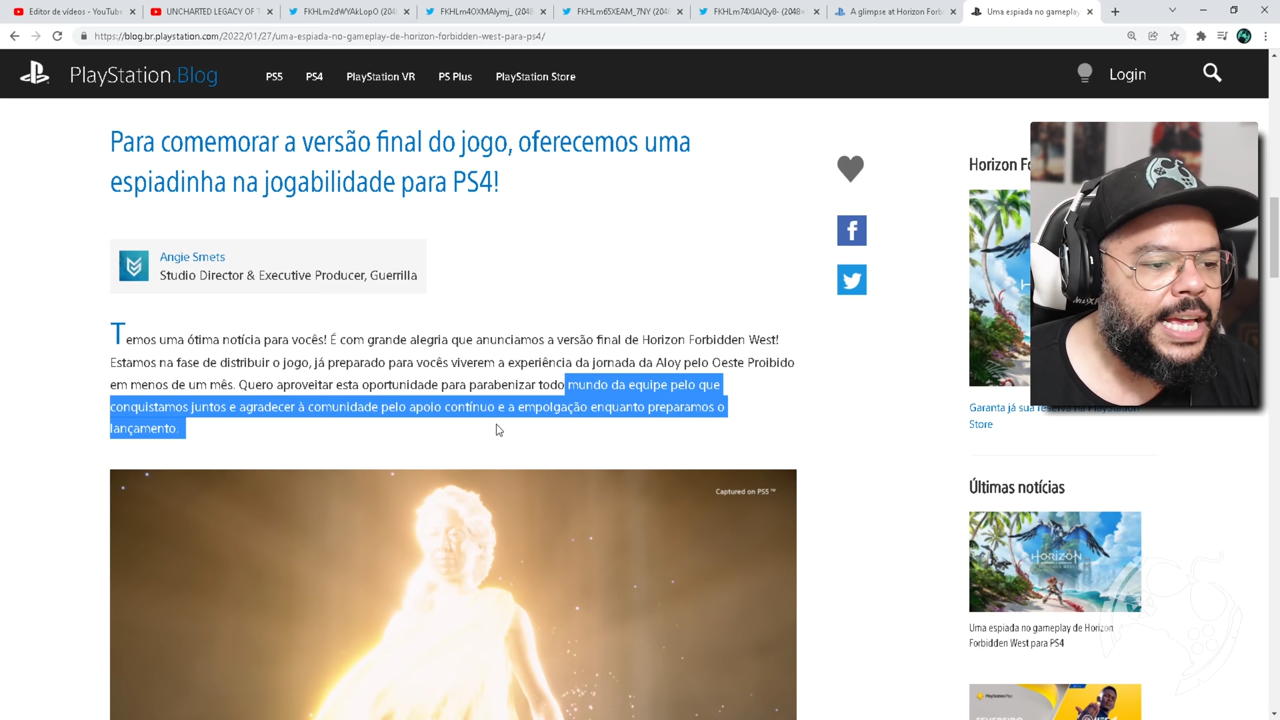 Editor de vídeos - YouTube
UNCHARTED LEGACY OF T
FKHLm2dWYAkLopO (204
FKHLm4OXMAIymj_ (204
FKHLm65XEAM_7NY (204
FKHLm74XIAIQy8- (2048×
A glimpse at Horizon Forb
Uma espiada no gameplay
https://blog.br.playstation.com/2022/01/27/uma-espiada-no-gameplay-de-horizon-forbidden-west-para-ps4/
PlayStation.Blog
PS5 PS4 PlayStation VR PS Plus PlayStation Store
Login
Para comemorar a versão final do jogo, oferecemos uma
espiadinha na jogabilidade para PS4!
Angie Smets
Studio Director & Executive Producer, Guerrilla
Temos uma ótima notícia para vocês! É com grande alegria que anunciamos a versão final de Horizon Forbidden West!
Estamos na fase de distribuir o jogo, já preparado para vocês viverem a experiência da jornada da Aloy pelo Oeste Proibido
em menos de um mês. Quero aproveitar esta oportunidade para parabenizar todo mundo da equipe pelo que
conquistamos juntos e agradecer à comunidade pelo apoio contínuo e a empolgação enquanto preparamos o
lançamento.
Captured on PS5™
Horizon Fo
Garanta já sua reserva na PlayStation
Store
Últimas notícias
HORIZON
Uma espiada no gameplay de Horizon
Forbidden West para PS4
PlayStation Plus